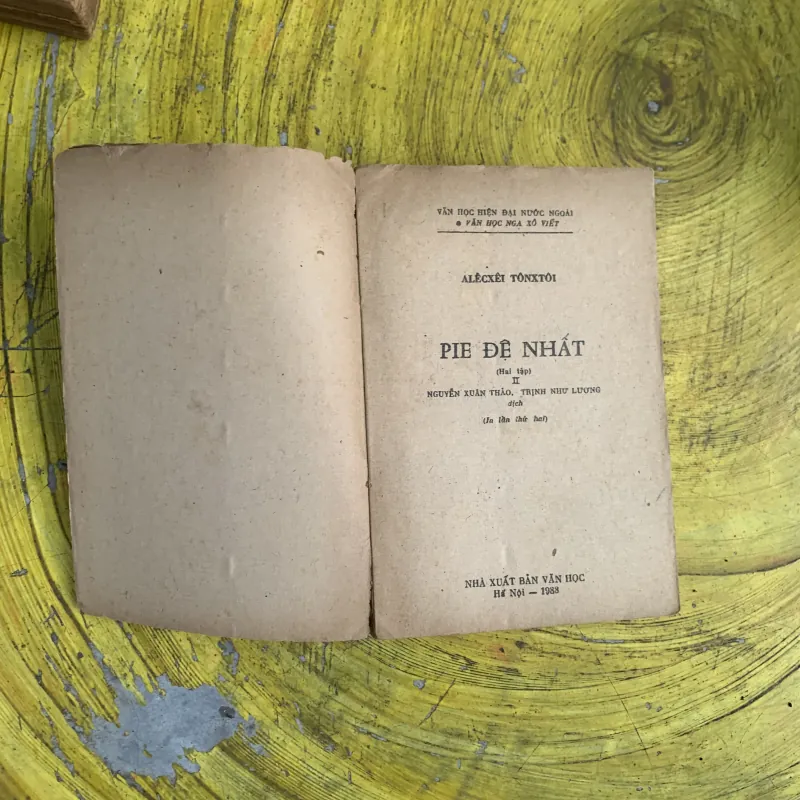 VĂN HỌC HIỆN ĐẠI NƯỚC NGOÀI
● VĂN HỌC NGA XÔ VIẾT
ALÊCXÊI TÔNXTÔI
PIE ĐỆ NHẤT
(Hai tập)
II
NGUYỄN XUÂN THẢO, TRỊNH NHƯ LƯƠNG
dịch
(In lần thứ hai)
NHÀ XUẤT BẢN VĂN HỌC
Hà Nội — 1988